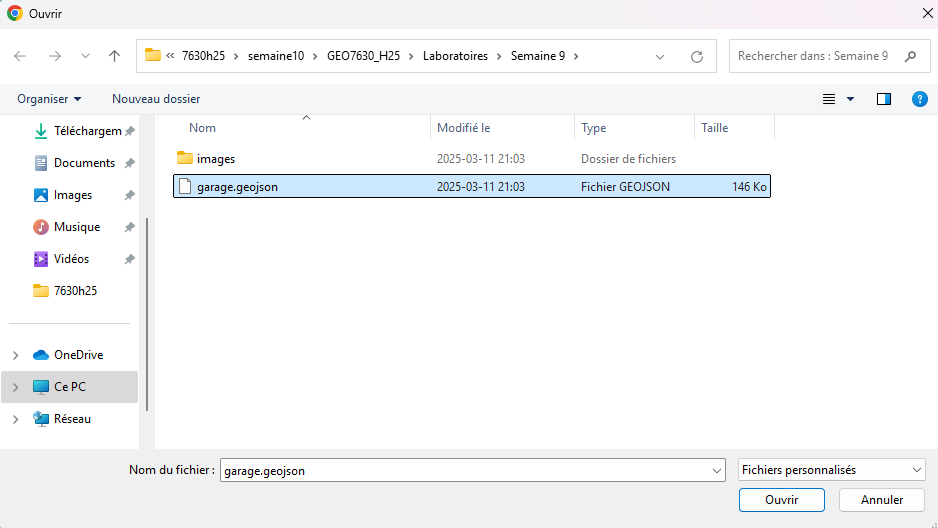 Ouvrir
« 7630h25 > semaine10 > GEO7630_H25 > Laboratoires > Semaine 9 >
Rechercher dans : Semaine 9
Organiser
Nouveau dossier
?
Téléchargem
Documents
Images
Musique
Vidéos
7630h25
OneDrive
Ce PC
Réseau
Nom Modifié le Type Taille
images 2025-03-11 21:03 Dossier de fichiers
garage.geojson 2025-03-11 21:03 Fichier GEOJSON 146 Ko
Nom du fichier : garage.geojson
Fichiers personnalisés
Ouvrir
Annuler